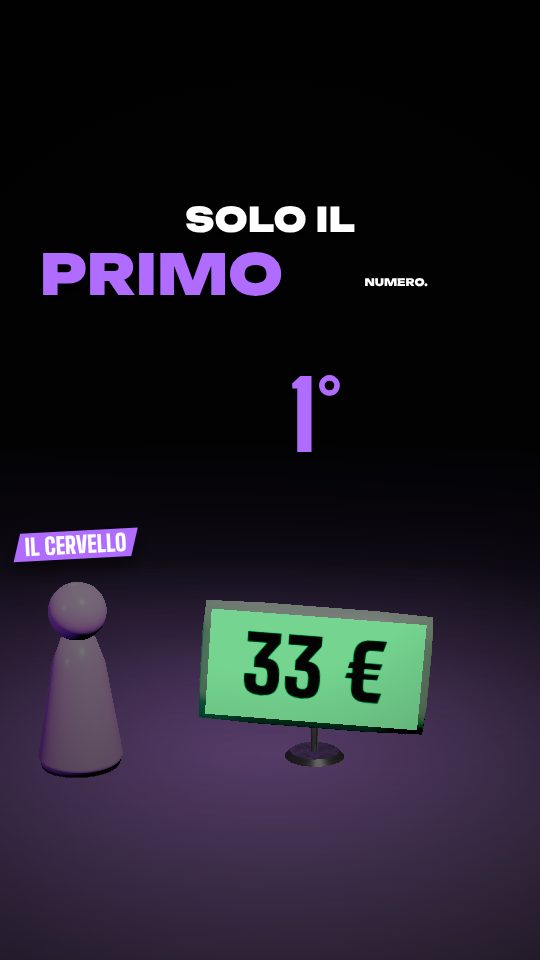 SOLO IL
PRIMO NUMERO.
1°
IL CERVELLO
33 €